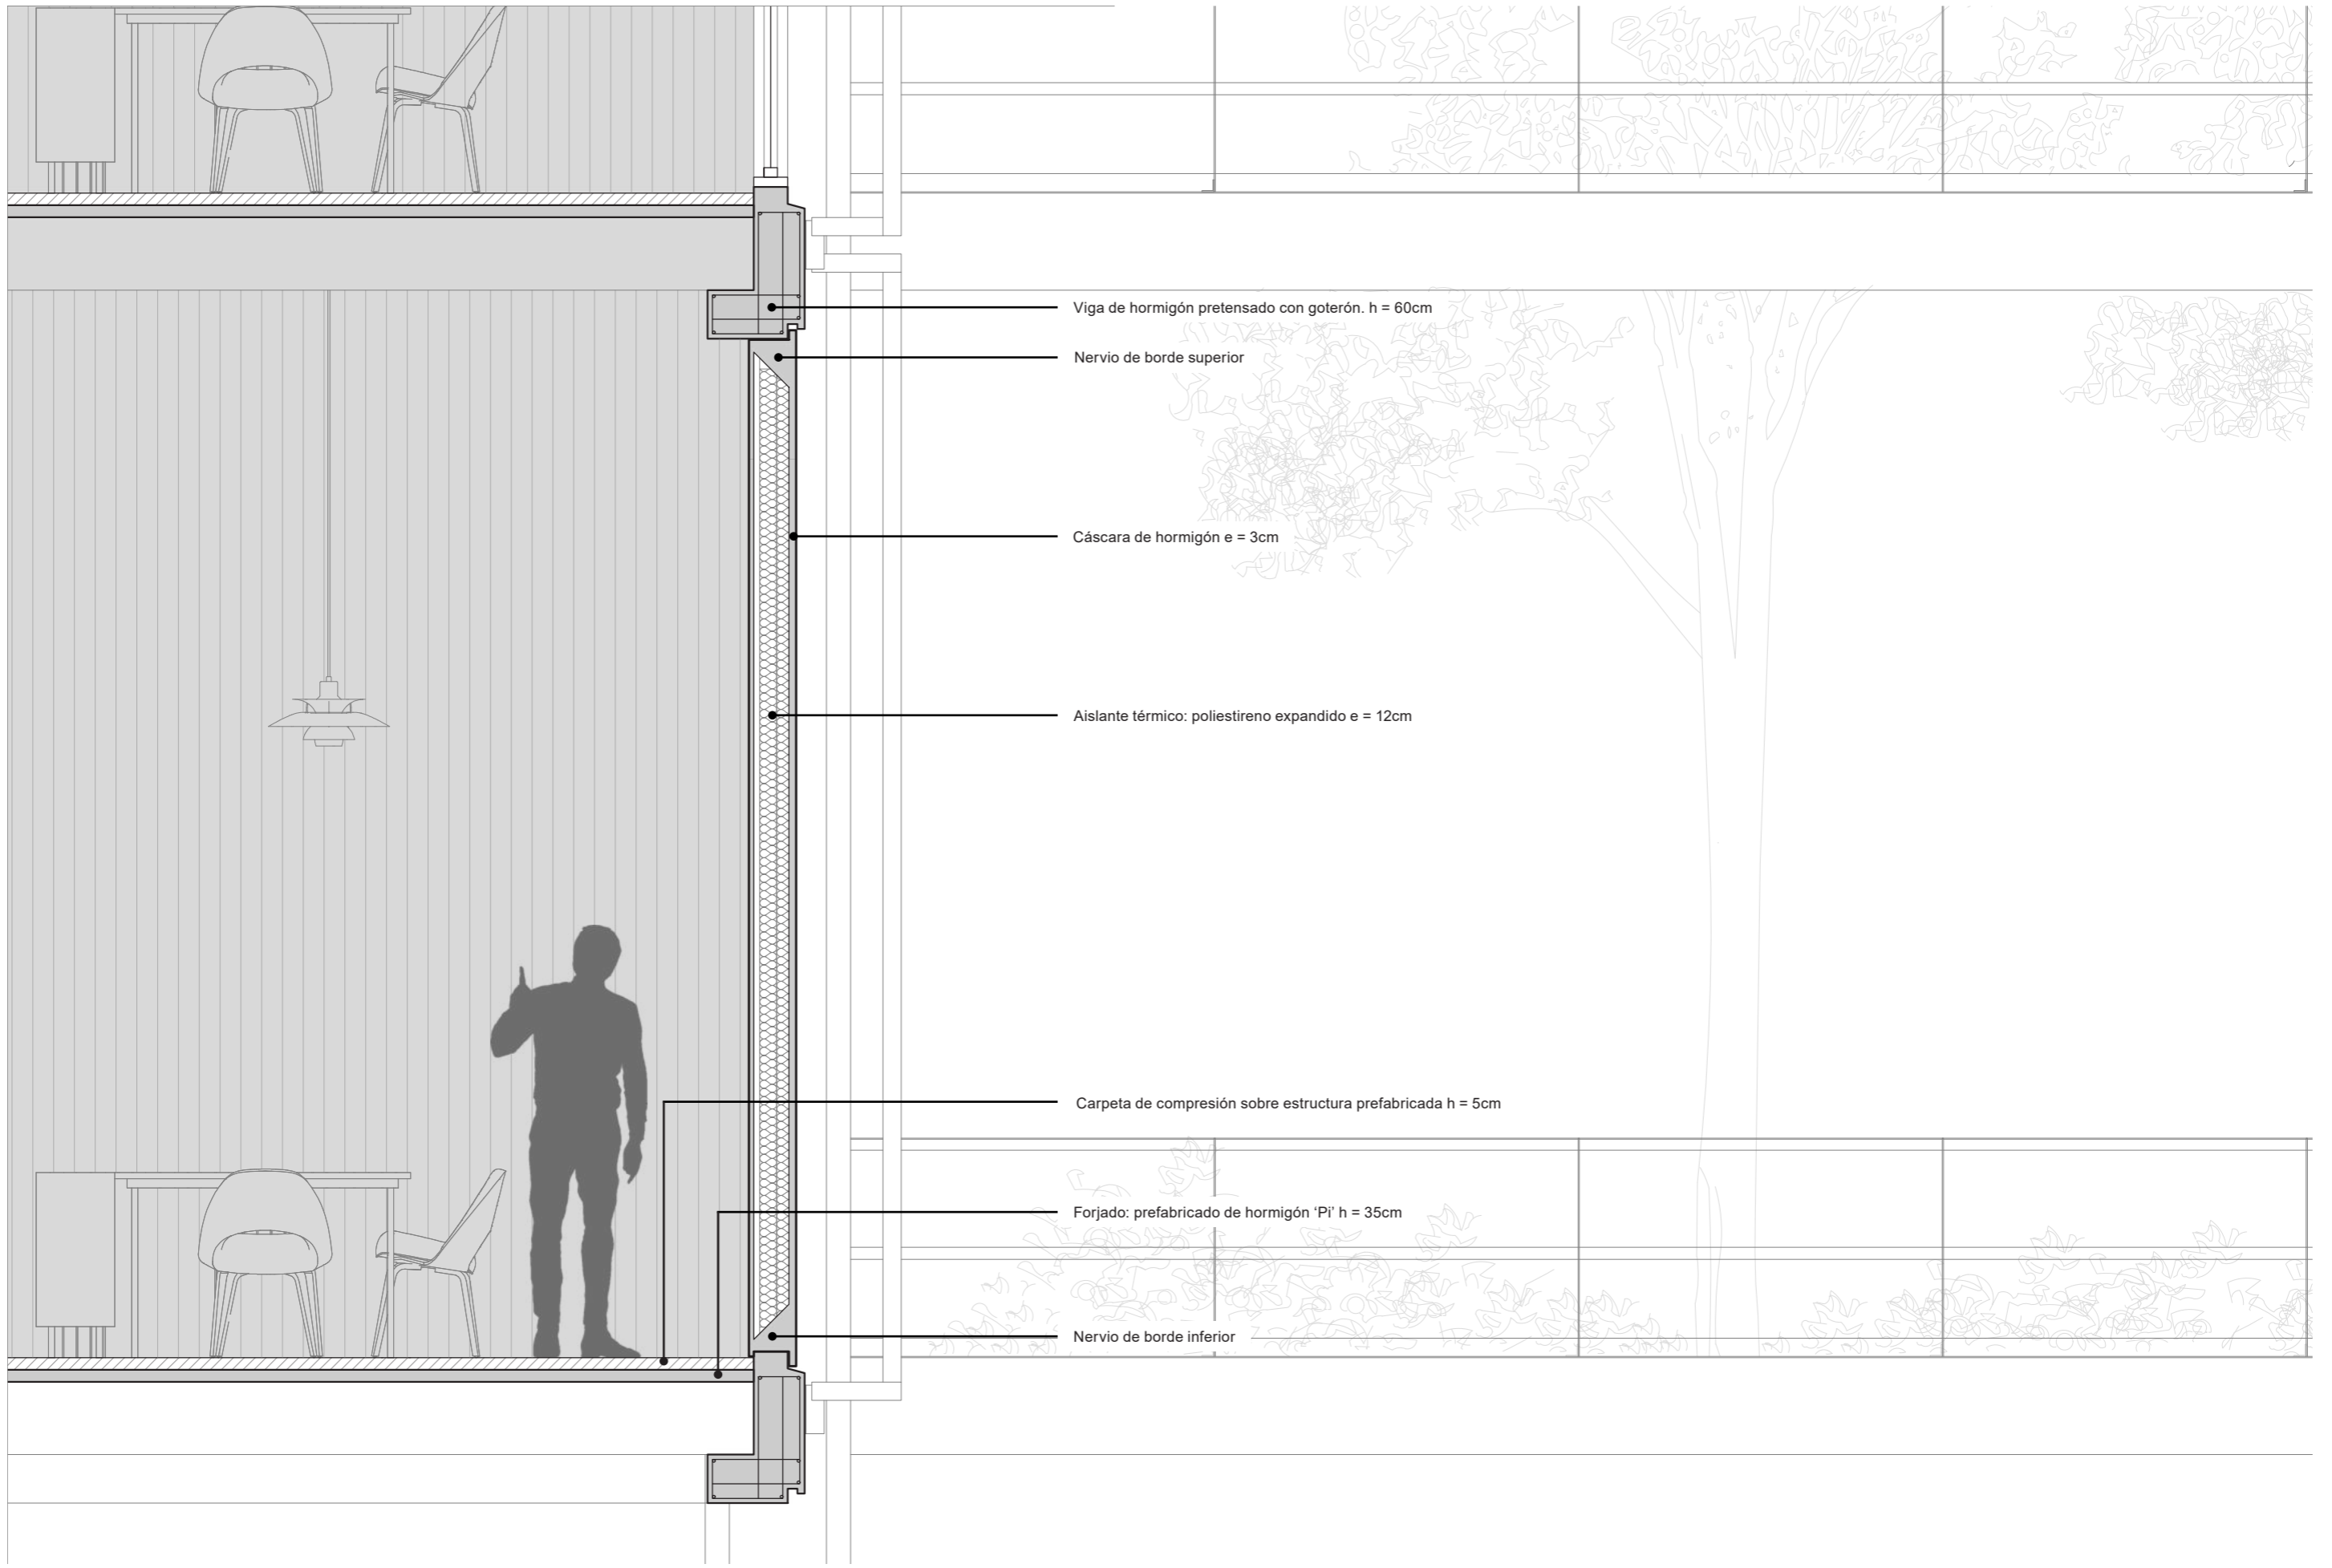 Viga de hormigón pretensado con goterón. h = 60cm
Nervio de borde superior
Cáscara de hormigón e = 3cm
Aislante térmico: poliestireno expandido e = 12cm
Carpeta de compresión sobre estructura prefabricada h = 5cm
Forjado: prefabricado de hormigón ‘Pi’ h = 35cm
Nervio de borde inferior